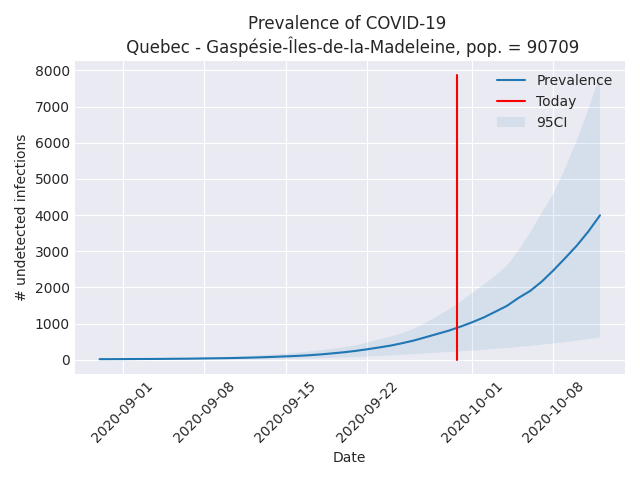 Prevalence of COVID-19
Quebec - Gaspésie-Îles-de-la-Madeleine, pop. = 90709
8000
7000
6000
5000
4000
3000
2000
1000
0
# undetected infections
Prevalence
Today
95CI
2020-09-01
2020-09-08
2020-09-15
2020-09-22
2020-10-01
2020-10-08
Date